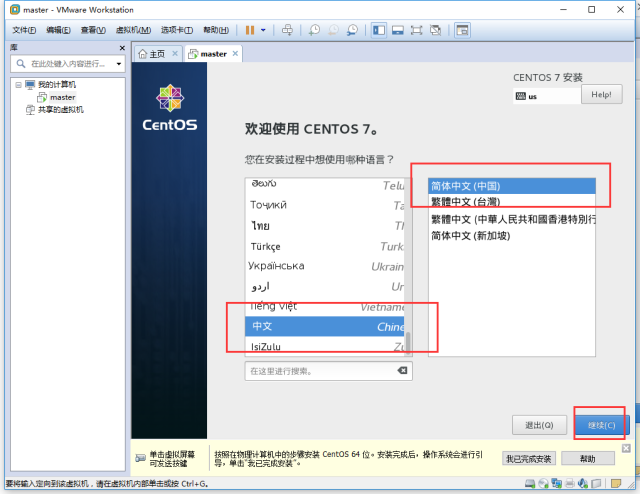 master - VMware Workstation
文件(F) 编辑(E) 查看(V) 虚拟机(M) 选项卡(T) 帮助(H)
库
在此处键入内容进行...
我的计算机
master
共享的虚拟机
主页
master
CentOS
CENTOS 7 安装
us
Help!
欢迎使用 CENTOS 7。
您在安装过程中想使用哪种语言？
తెలుగు Telu
Тоҷикӣ Ta
ไทย Th
Türkçe Turk
Українська Ukrain
اردو Ur
Tiếng Việt Vietname
中文 Chine
IsiZulu Zu
在这里进行搜索。
简体中文 (中国)
繁體中文 (台灣)
繁體中文 (中華人民共和國香港特別行
简体中文 (新加坡)
退出(Q)
继续(C)
单击虚拟屏幕
可发送按键
按照在物理计算机中的步骤安装 CentOS 64 位。安装完成后，操作系统会进行引
导，单击“我已完成安装”。
我已完成安装
帮助
要将输入定向到该虚拟机，请在虚拟机内部单击或按 Ctrl+G。